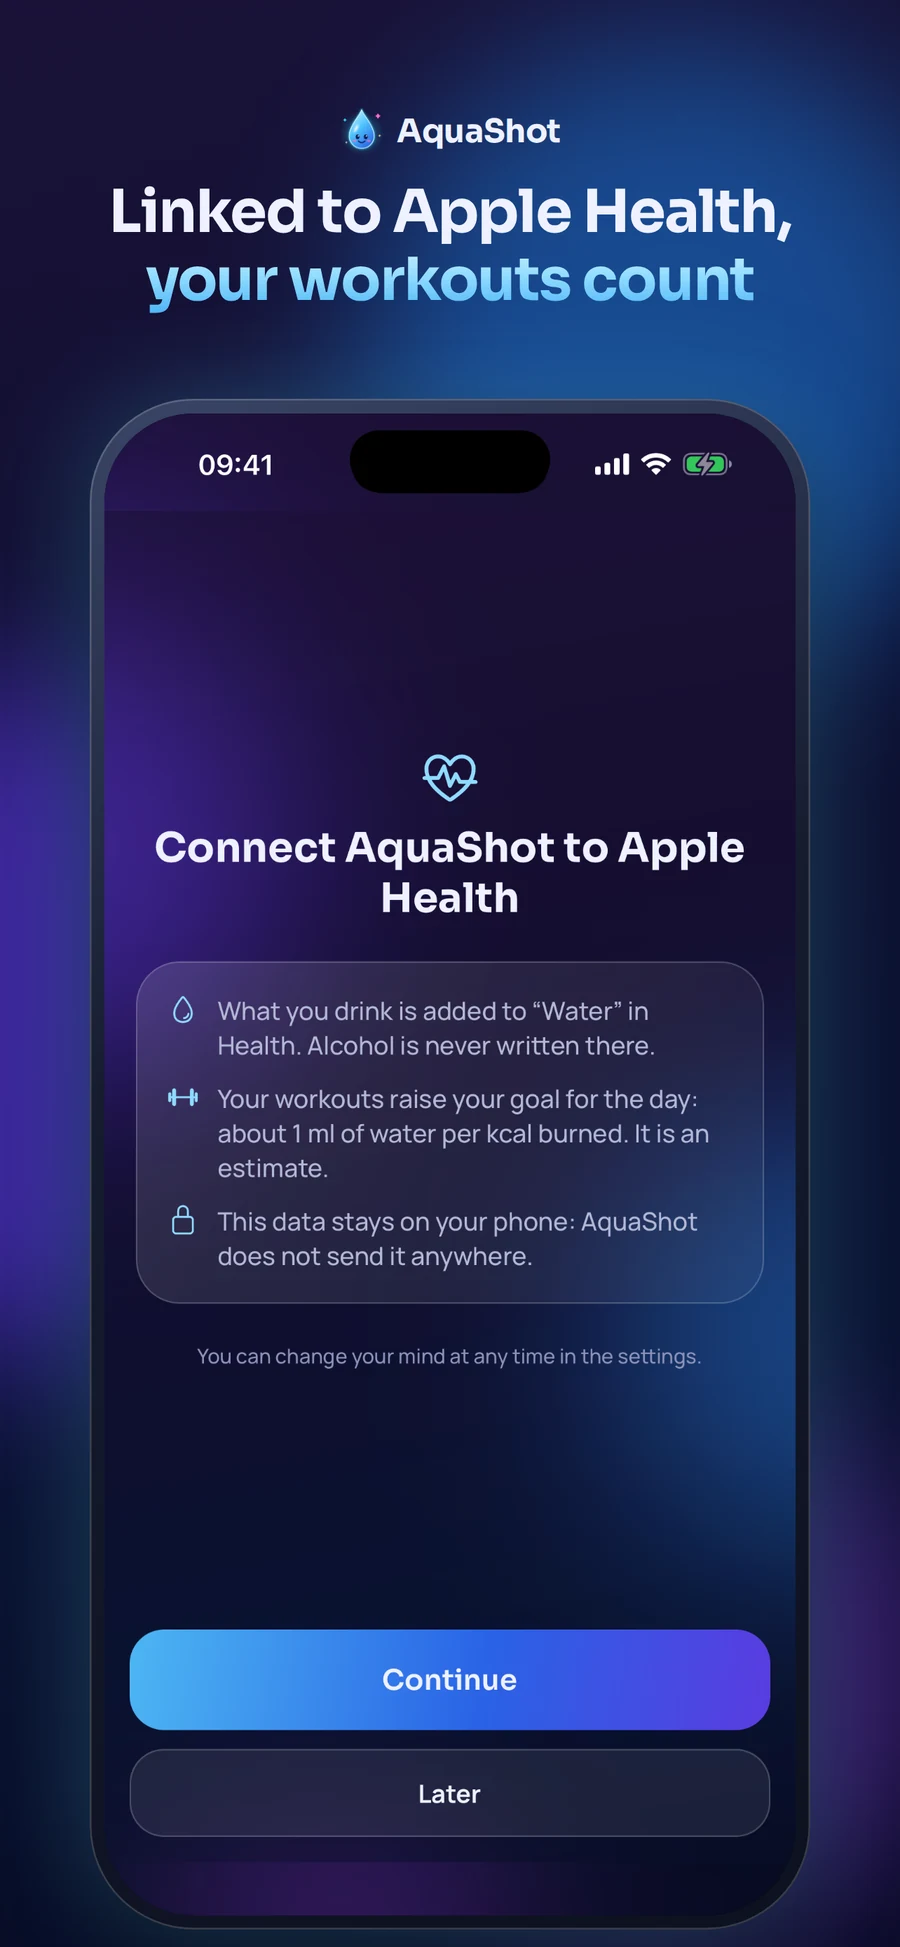 AquaShot
Linked to Apple Health,
your workouts count
09:41
Connect AquaShot to Apple
Health
What you drink is added to “Water” in
Health. Alcohol is never written there.
Your workouts raise your goal for the day:
about 1 ml of water per kcal burned. It is an
estimate.
This data stays on your phone: AquaShot
does not send it anywhere.
You can change your mind at any time in the settings.
Continue
Later